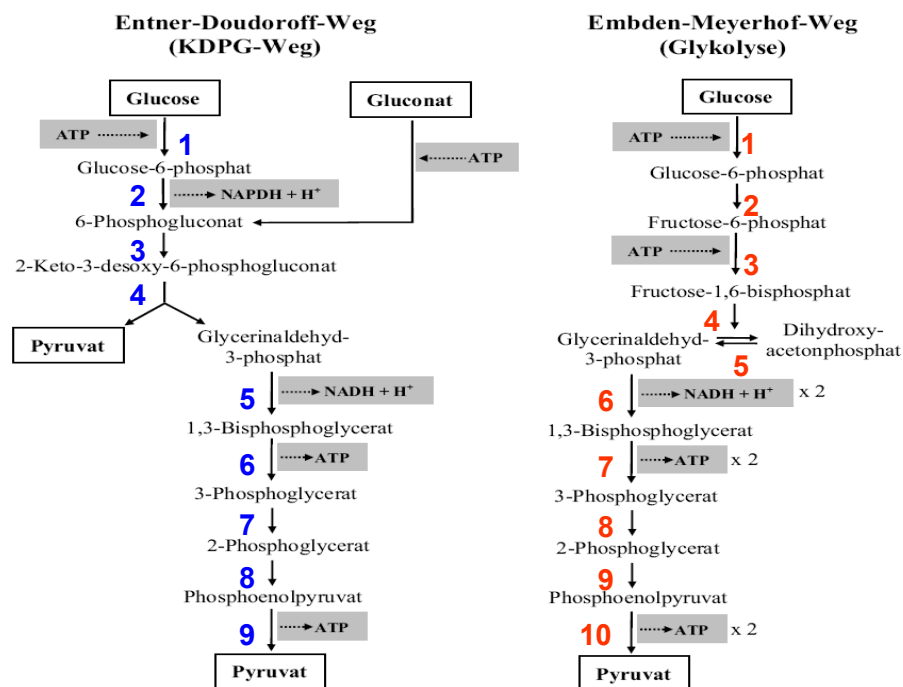 Entner-Doudoroff-Weg
(KDPG-Weg)
Glucose
Gluconat
ATP
1
ATP
Glucose-6-phosphat
2
NAPDH + H⁺
6-Phosphogluconat
3
2-Keto-3-desoxy-6-phosphogluconat
4
Pyruvat
Glycerinaldehyd-
3-phosphat
5
NADH + H⁺
1,3-Bisphosphoglycerat
6
ATP
3-Phosphoglycerat
7
2-Phosphoglycerat
8
Phosphoenolpyruvat
9
ATP
Pyruvat
Embden-Meyerhof-Weg
(Glykolyse)
Glucose
ATP
1
Glucose-6-phosphat
2
Fructose-6-phosphat
ATP
3
Fructose-1,6-bisphosphat
4
Glycerinaldehyd-
3-phosphat
Dihydroxy-
acetonphosphat
5
6
NADH + H⁺ x 2
1,3-Bisphosphoglycerat
7
ATP x 2
3-Phosphoglycerat
8
2-Phosphoglycerat
9
Phosphoenolpyruvat
10
ATP x 2
Pyruvat